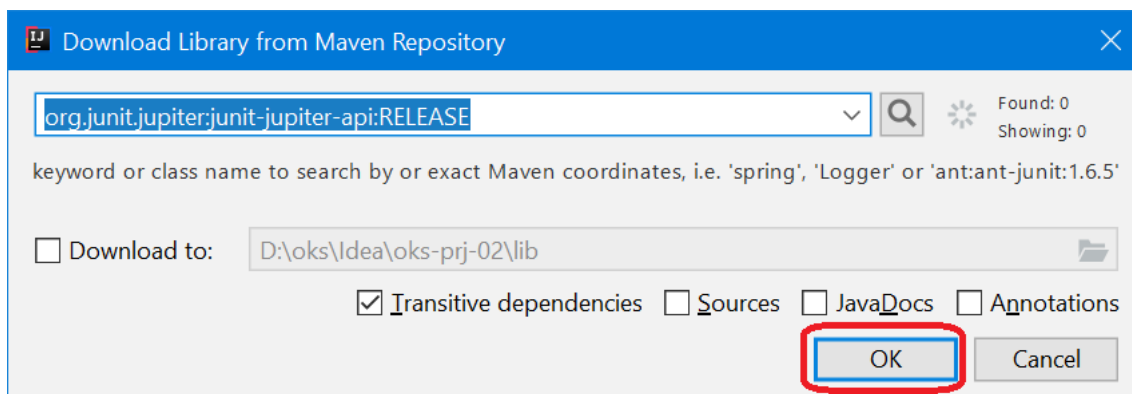 Download Library from Maven Repository
org.junit.jupiter:junit-jupiter-api:RELEASE
Found: 0
Showing: 0
keyword or class name to search by or exact Maven coordinates, i.e. 'spring', 'Logger' or 'ant:ant-junit:1.6.5'
Download to: D:\oks\Idea\oks-prj-02\lib
Transitive dependencies Sources JavaDocs Annotations
OK Cancel